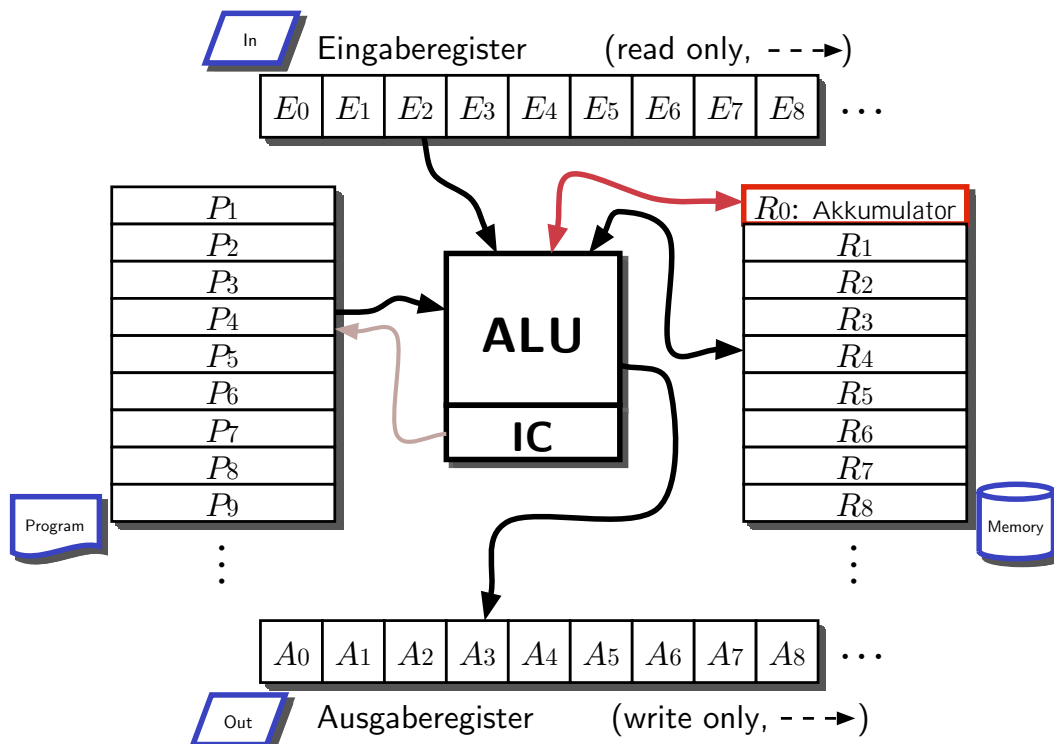 In
Eingaberegister (read only, )
E0 E1 E2 E3 E4 E5 E6 E7 E8 ···
P1
P2
P3
P4
P5
P6
P7
P8
P9
Program
ALU
IC
R0: Akkumulator
R1
R2
R3
R4
R5
R6
R7
R8
Memory
A0 A1 A2 A3 A4 A5 A6 A7 A8 ···
Out
Ausgaberegister (write only, )